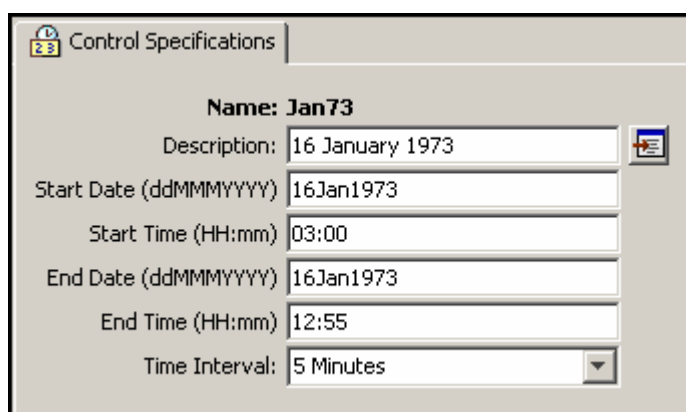 Control Specifications
Name: Jan73
Description: 16 January 1973
Start Date (ddMMMYYYY) 16Jan1973
Start Time (HH:mm) 03:00
End Date (ddMMMYYYY) 16Jan1973
End Time (HH:mm) 12:55
Time Interval: 5 Minutes